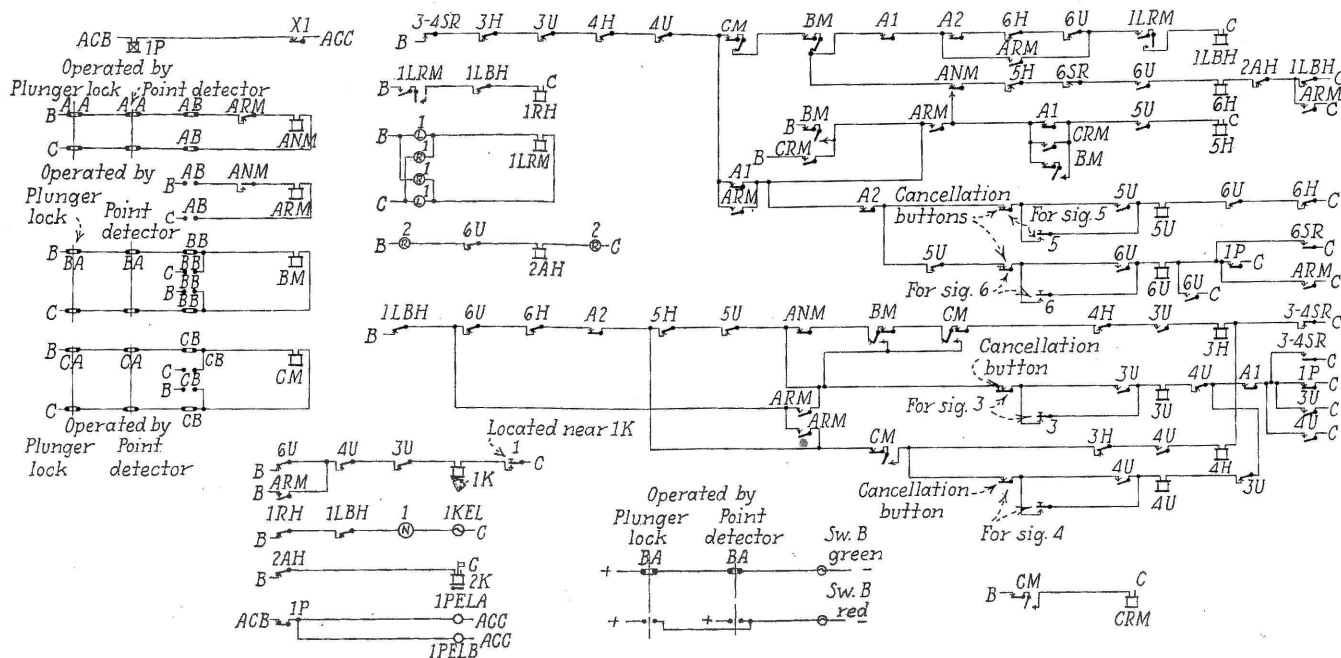 X1
ACB 1P ACC
Operated by
Plunger lock Point detector
A A A A AB ARM
B
C AB ANM
Operated by
Plunger
lock
Point
detector
B AB ANM
C AB ARM
B BB
BA BA BB
C
BB
B
BB
C
BM
B CB
CA CA CB
C
CB
B
CB
C
CM
Operated by
Plunger
lock
Point
detector
3-4SR 3H 3U 4H 4U CM BM A1 A2 6H 6U 1LRM C
B ARM 1LBH
1LRM 1LBH C
B 1RH
ANM 5H 6SR 6U 6H 2AH 1LBH C
ARM C
B 1 L
1 R
1 R
C 1 L
1LRM
BM
B
CRM
B
ARM A1 5U C
CRM
BM
5H
A1
ARM
A2 Cancellation
buttons
For sig. 5
5
5U 5U 6U 6H C
B 2 R 6U 2AH 2 R C
5U For sig. 6
6
6U 6U 6U C
6SR C
1P C
ARM C
1LBH 6U 6H A2 5H 5U ANM BM CM 4H 3U 3H 3-4SR C
B
Cancellation
button
For sig. 3
3
3U 3U 4U A1
3-4SR C
1P C
3U C
4U C
ARM
ARM
CM 3H 4U 4H
Cancellation
button
For sig. 4
4U 4U 3U
6U 4U 3U Located near 1K
B
ARM
B
1K 1 C
1RH 1LBH 1 1KEL
B N C
2AH C
B 2K
1P 1PELA
ACB ACC
1PELB ACC
Operated by
Plunger
lock
BA
Point
detector
BA
Sw. B
green
+ -
Sw. B
red
+ + -
CM C
B CRM